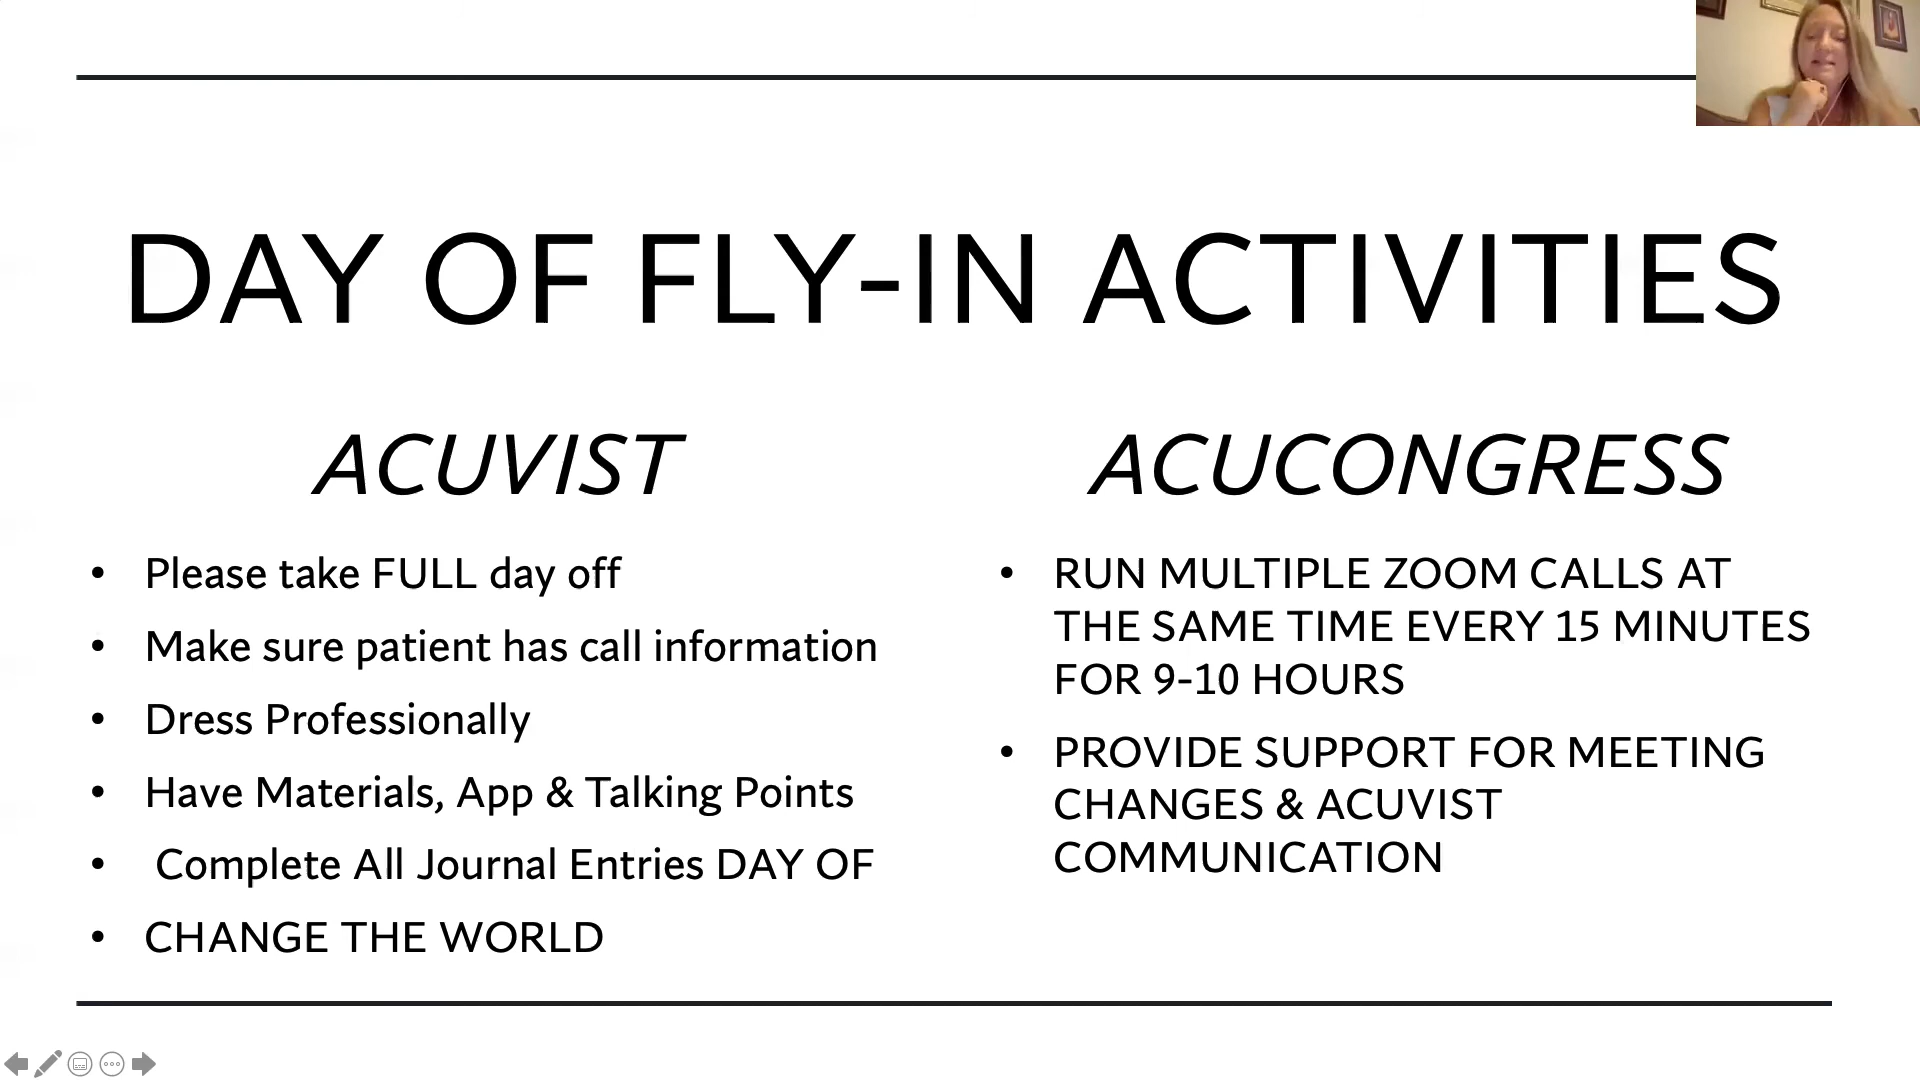 DAY OF FLY-IN ACTIVITIES
ACUVIST
• Please take FULL day off
• Make sure patient has call information
• Dress Professionally
• Have Materials, App & Talking Points
• Complete All Journal Entries DAY OF
• CHANGE THE WORLD
ACUCONGRESS
• RUN MULTIPLE ZOOM CALLS AT
THE SAME TIME EVERY 15 MINUTES
FOR 9-10 HOURS
• PROVIDE SUPPORT FOR MEETING
CHANGES & ACUVIST
COMMUNICATION